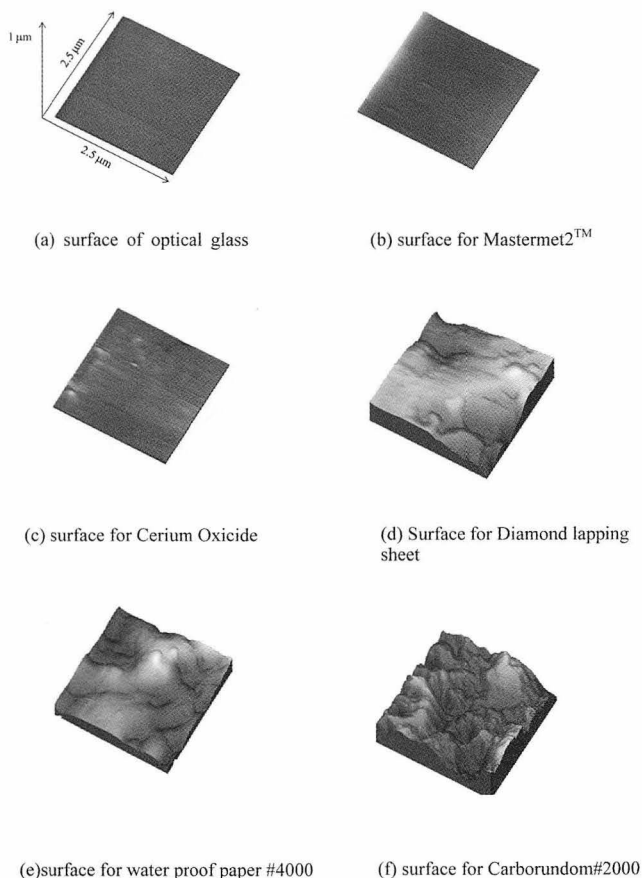 1 μm
2.5 μm
2.5 μm
(a) surface of optical glass
(b) surface for Mastermet2™
(c) surface for Cerium Oxicide
(d) Surface for Diamond lapping
sheet
(e)surface for water proof paper #4000
(f) surface for Carborundom#2000